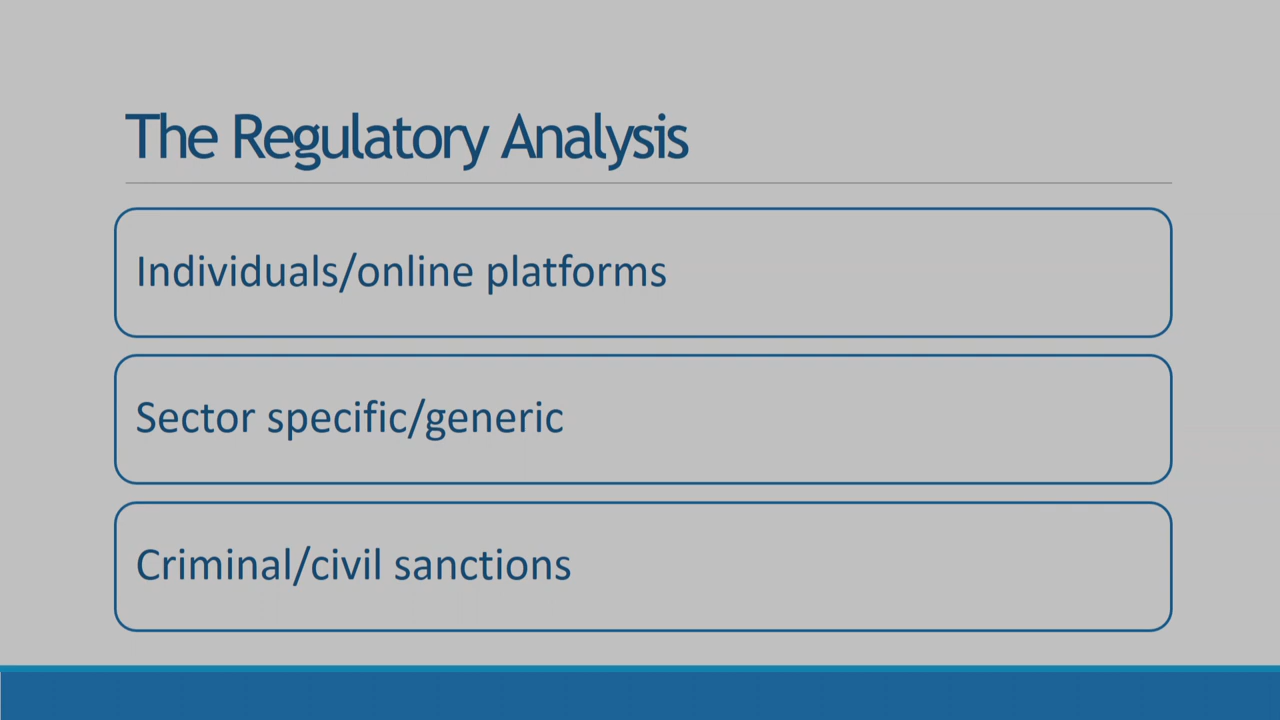 The Regulatory Analysis
Individuals/online platforms
Sector specific/generic
Criminal/civil sanctions